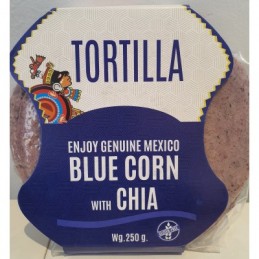 TORTILLA
ENJOY GENUINE MEXICO
BLUE CORN
WITH CHIA
Wg.250 g.